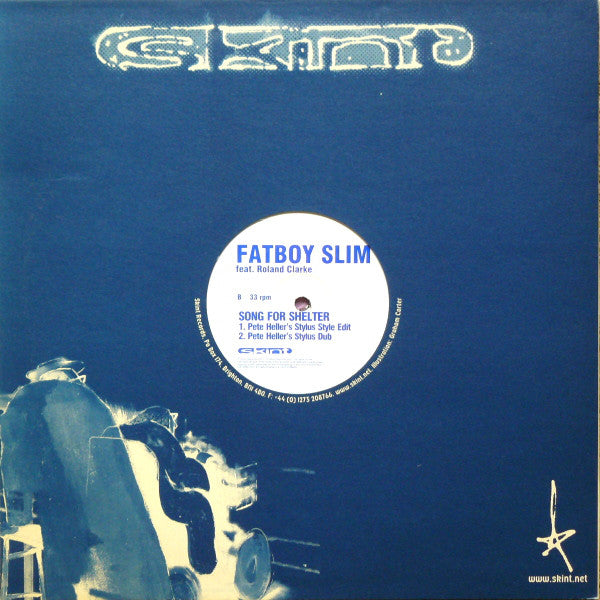 skint
FATBOY SLIM
feat. Roland Clarke
B 33 rpm
SONG FOR SHELTER
1. Pete Heller's Stylus Style Edit
2. Pete Heller's Stylus Dub
skint
Skint Records, Po Box 174, Brighton, BN1 4BQ. F: +44 (0) 1273 208766. www.skint.net. Illustration: Graham Carter
www.skint.net